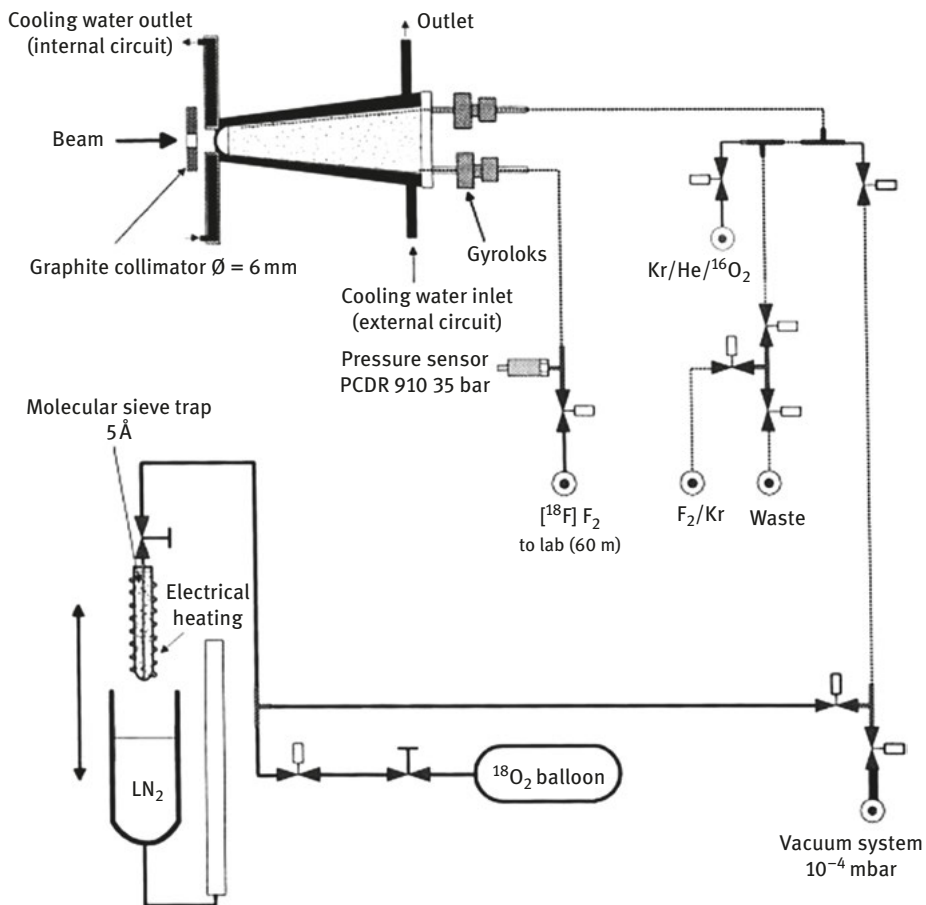 Cooling water outlet
(internal circuit)
Outlet
Beam
Graphite collimator Ø = 6 mm
Gyroloks
Cooling water inlet
(external circuit)
Kr/He/¹⁶O₂
Pressure sensor
PCDR 910 35 bar
Molecular sieve trap
5 Å
[¹⁸F] F₂
to lab (60 m)
F₂/Kr
Waste
Electrical
heating
LN₂
¹⁸O₂ balloon
Vacuum system
10⁻⁴ mbar